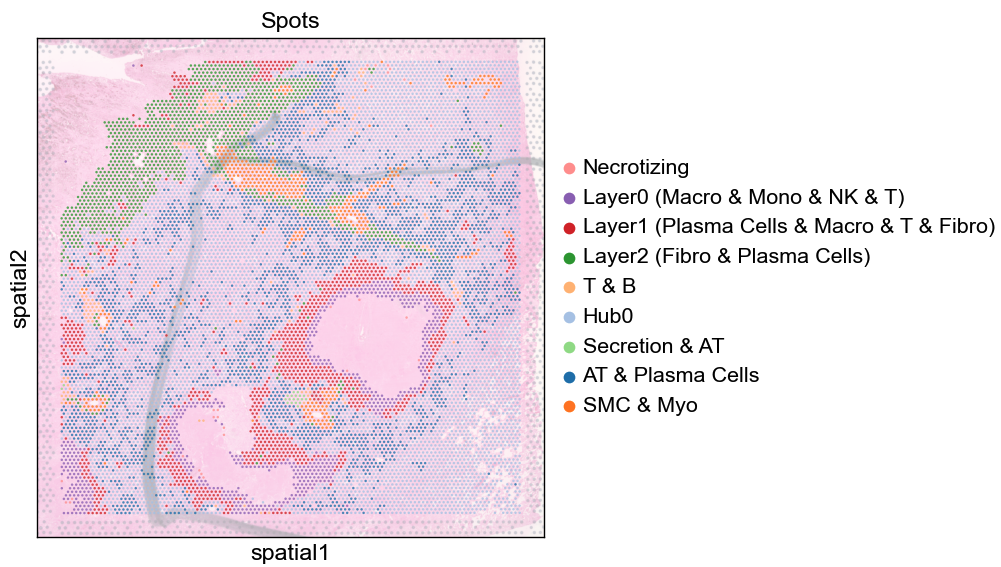 Spots
spatial2
spatial1
Necrotizing
Layer0 (Macro & Mono & NK & T)
Layer1 (Plasma Cells & Macro & T & Fibro)
Layer2 (Fibro & Plasma Cells)
T & B
Hub0
Secretion & AT
AT & Plasma Cells
SMC & Myo